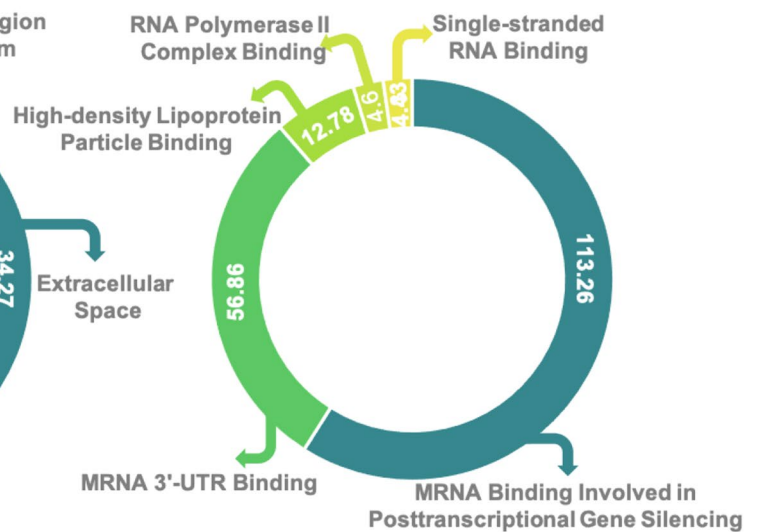 gion
m
RNA Polymerase II
Complex Binding
Single-stranded
RNA Binding
High-density Lipoprotein
Particle Binding
12.78
4.6
113.26
56.86
34.27
Extracellular
Space
MRNA 3'-UTR Binding
MRNA Binding Involved in
Posttranscriptional Gene Silencing